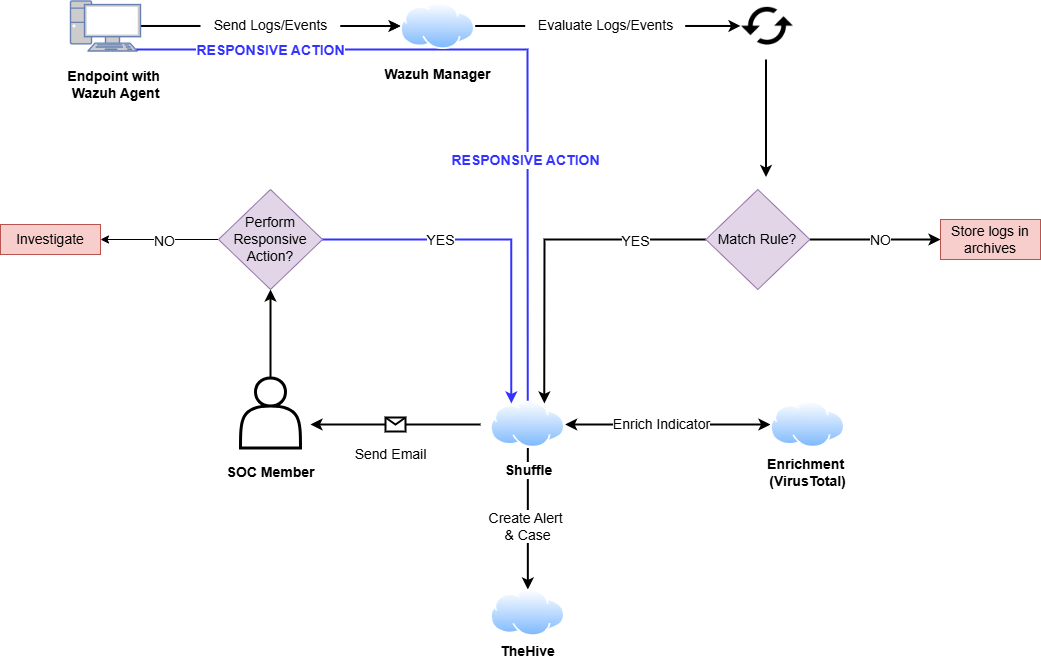 Send Logs/Events
Evaluate Logs/Events
RESPONSIVE ACTION
Endpoint with
Wazuh Agent
Wazuh Manager
RESPONSIVE ACTION
Perform
Responsive
Action?
Investigate
NO
YES
YES
Match Rule?
NO
Store logs in
archives
Enrich Indicator
Send Email
SOC Member
Shuffle
Enrichment
(VirusTotal)
Create Alert
& Case
TheHive